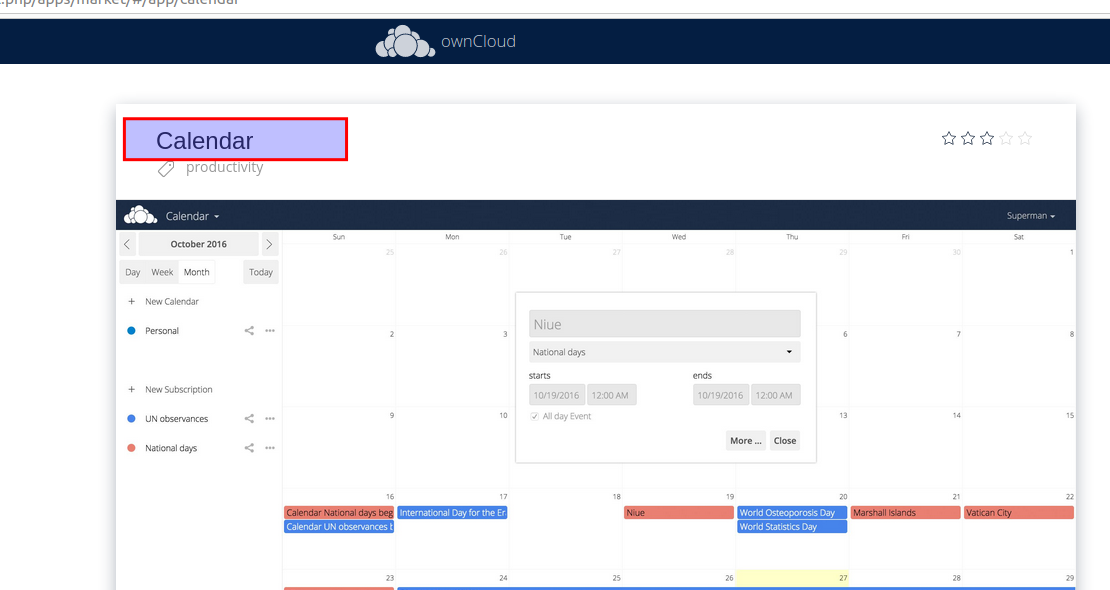 .php/apps/market/#/app/calendar
ownCloud
Calendar
productivity
Calendar
Superman
October 2016
Day Week Month Today
+ New Calendar
Personal
+ New Subscription
UN observances
National days
Sun Mon Tue Wed Thu Fri Sat
25 26 27 28 29 30 1
2 3 6 7 8
9 10 13 14 15
Niue
National days
starts ends
10/19/2016 12:00 AM 10/19/2016 12:00 AM
All day Event
More ... Close
16 17 18 19 20 21 22
Calendar National days beg International Day for the Er Niue World Osteoporosis Day Marshall Islands Vatican City
Calendar UN observances b World Statistics Day
23 24 25 26 27 28 29